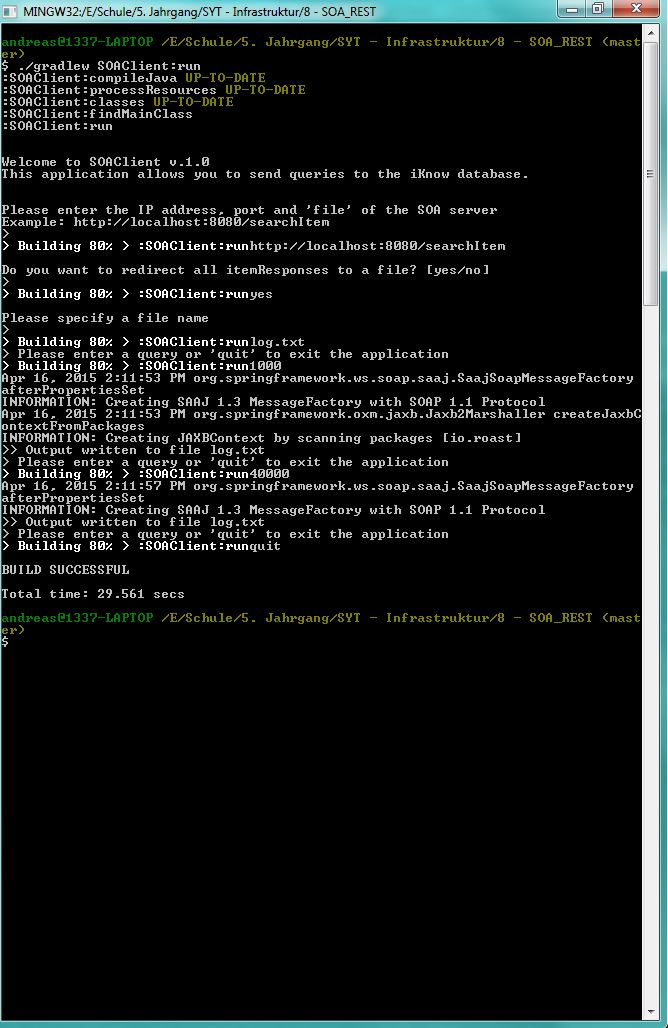 MINGW32:/E/Schule/5. Jahrgang/SYT - Infrastruktur/8 - SOA_REST
andreas@1337-LAPTOP /E/Schule/5. Jahrgang/SYT - Infrastruktur/8 - SOA_REST (mast
er)
$ ./gradlew SOAClient:run
:SOAClient:compileJava UP-TO-DATE
:SOAClient:processResources UP-TO-DATE
:SOAClient:classes UP-TO-DATE
:SOAClient:findMainClass
:SOAClient:run
Welcome to SOAClient v.1.0
This application allows you to send queries to the iKnow database.
Please enter the IP address, port and 'file' of the SOA server
Example: http://localhost:8080/searchItem
>
> Building 80% > :SOAClient:runhttp://localhost:8080/searchItem
Do you want to redirect all itemResponses to a file? [yes/no]
>
> Building 80% > :SOAClient:runyes
Please specify a file name
>
> Building 80% > :SOAClient:runlog.txt
> Please enter a query or 'quit' to exit the application
> Building 80% > :SOAClient:run1000
Apr 16, 2015 2:11:53 PM org.springframework.ws.soap.saaj.SaajSoapMessageFactory
afterPropertiesSet
INFORMATION: Creating SAAJ 1.3 MessageFactory with SOAP 1.1 Protocol
Apr 16, 2015 2:11:53 PM org.springframework.oxm.jaxb.Jaxb2Marshaller createJaxbC
ontextFromPackages
INFORMATION: Creating JAXBContext by scanning packages [io.roast]
>> Output written to file log.txt
> Please enter a query or 'quit' to exit the application
> Building 80% > :SOAClient:run40000
Apr 16, 2015 2:11:57 PM org.springframework.ws.soap.saaj.SaajSoapMessageFactory
afterPropertiesSet
INFORMATION: Creating SAAJ 1.3 MessageFactory with SOAP 1.1 Protocol
>> Output written to file log.txt
> Please enter a query or 'quit' to exit the application
> Building 80% > :SOAClient:runquit
BUILD SUCCESSFUL
Total time: 29.561 secs
andreas@1337-LAPTOP /E/Schule/5. Jahrgang/SYT - Infrastruktur/8 - SOA_REST (mast
er)
$